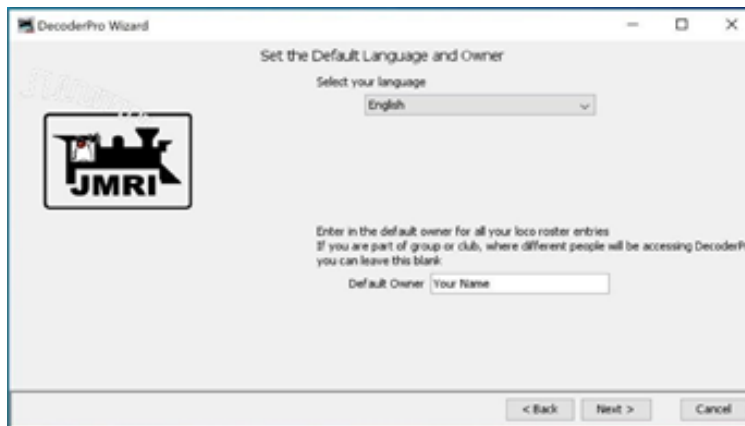 DecoderPro Wizard
Set the Default Language and Owner
Select your language
English
JMRI
Enter in the default owner for all your loco roster entries
If you are part of group or club, where different people will be accessing DecoderP
you can leave this blank
Default Owner Your Name
< Back Next > Cancel